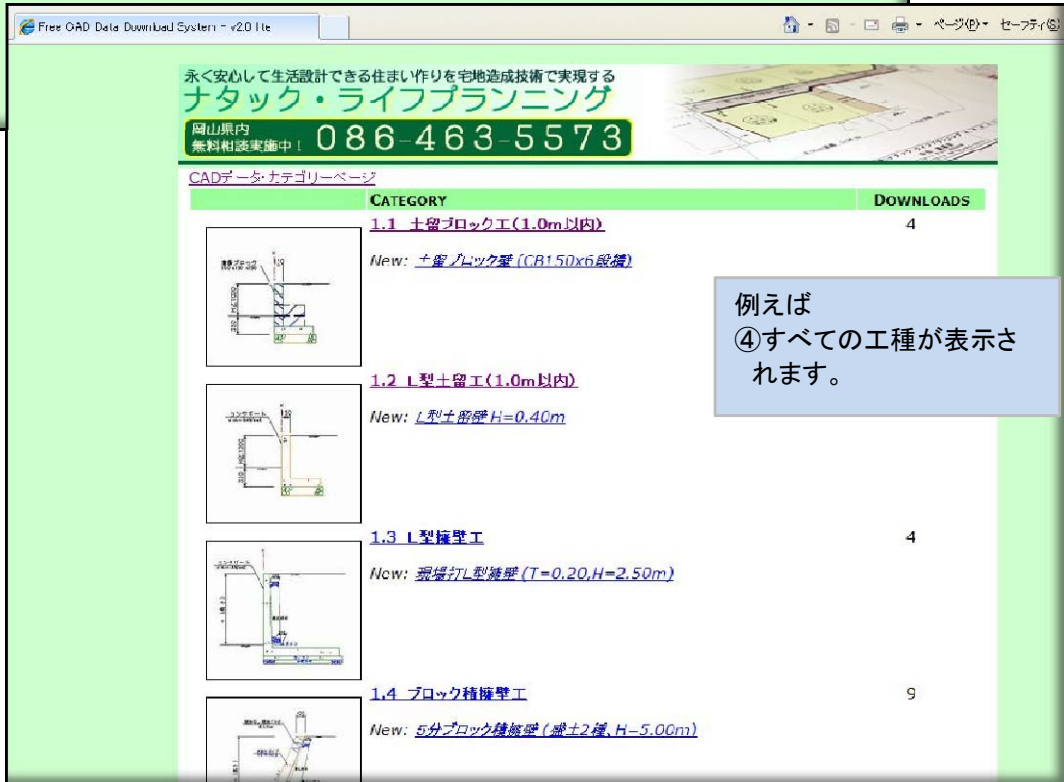 Free CAD Data Download System - v2.0 lite
ページ(P)
セーフティ(S)
永く安心して生活設計できる住まい作りを宅地造成技術で実現する
ナタック・ライフプランニング
岡山県内
無料相談実施中！ 086-463-5573
CADデータ・カテゴリーページ
CATEGORY DOWNLOADS
1.1 土留ブロック工(1.0m以内) 4
New: 土留ブロック壁 (CB150x6段積)
例えば
④すべての工種が表示さ
れます。
1.2 L型土留工(1.0m以内)
New: L型土留壁 H=0.40m
1.3 L型擁壁工 4
New: 現場打L型擁壁 (T=0.20,H=2.50m)
1.4 ブロック積擁壁工 9
New: 5分ブロック積擁壁 (盛土2種、H=5.00m)